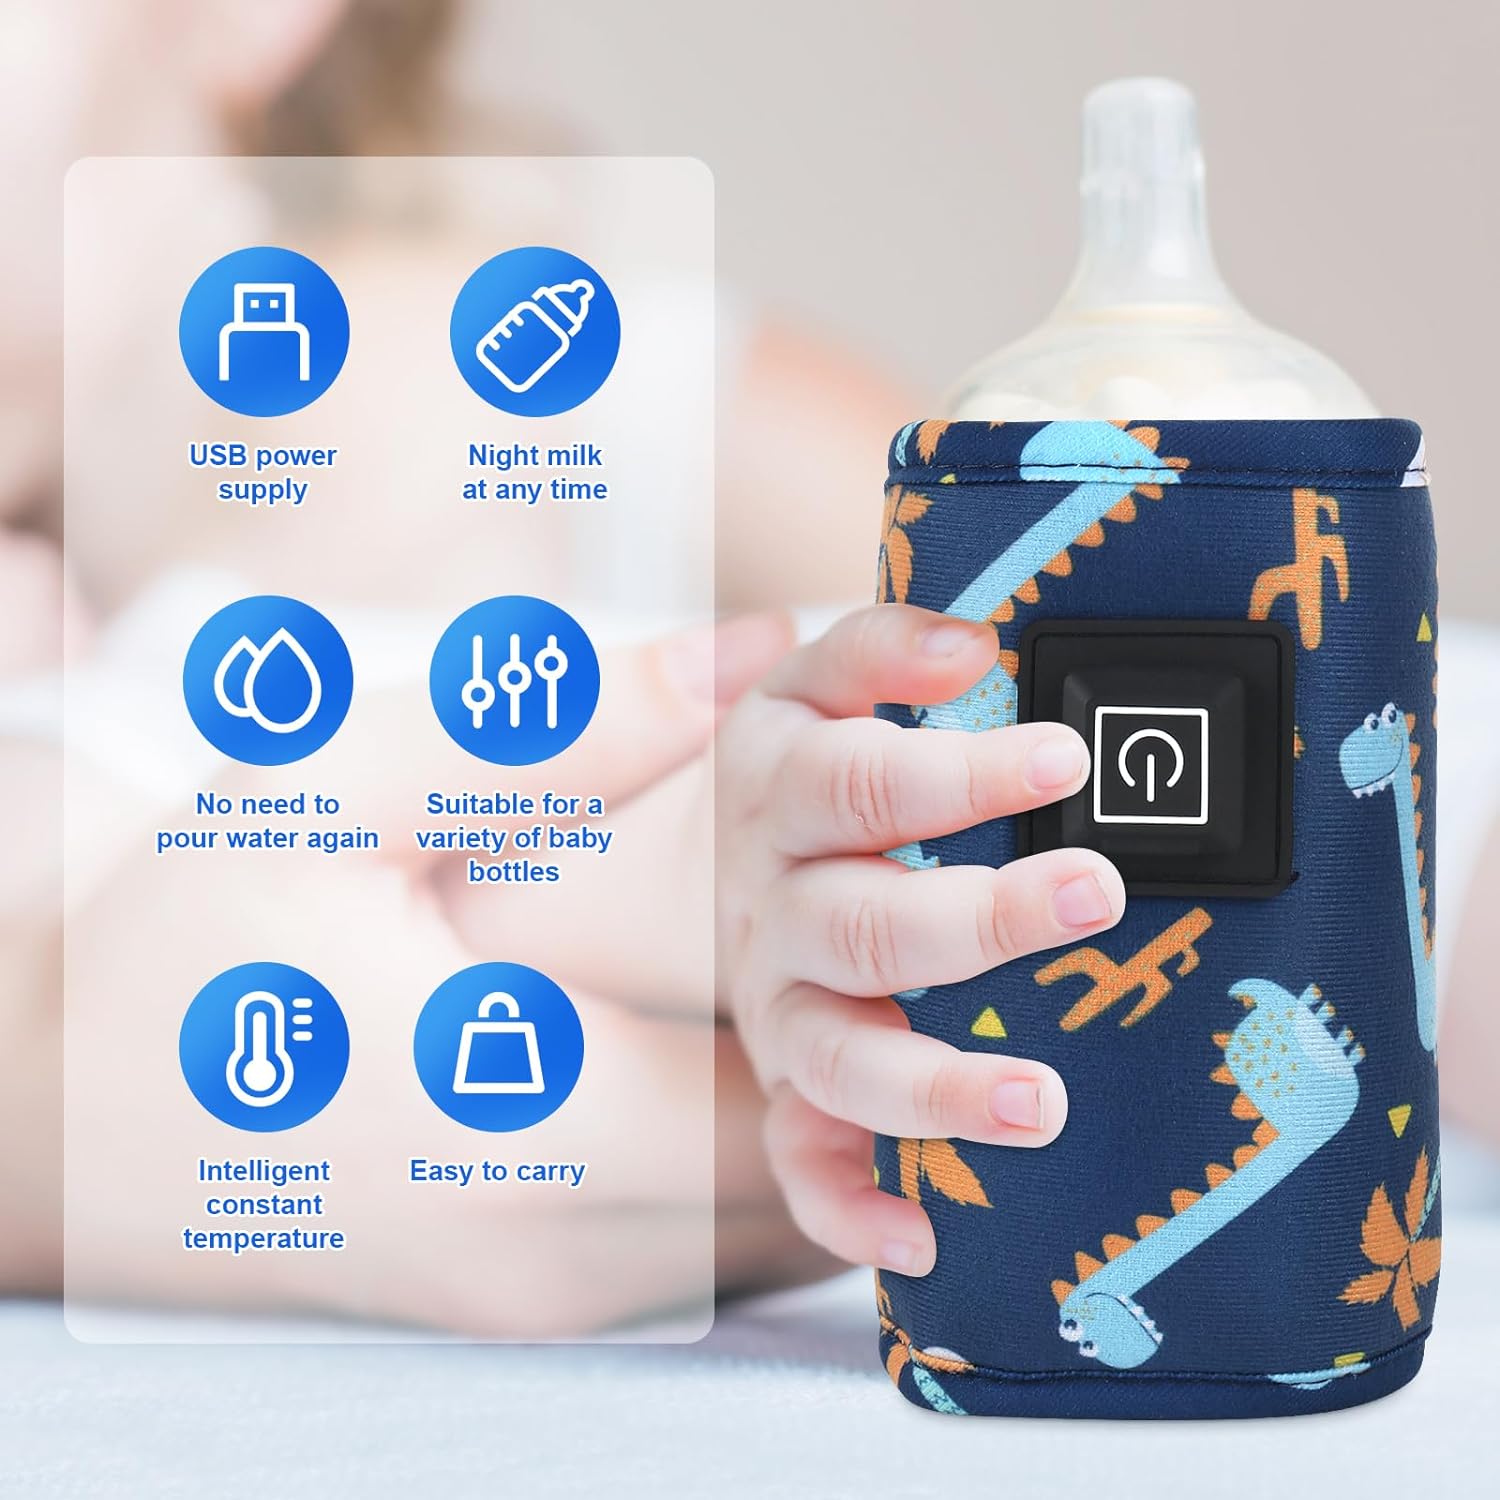 USB power
supply
Night milk
at any time
No need to
pour water again
Suitable for a
variety of baby
bottles
Intelligent
constant
temperature
Easy to carry